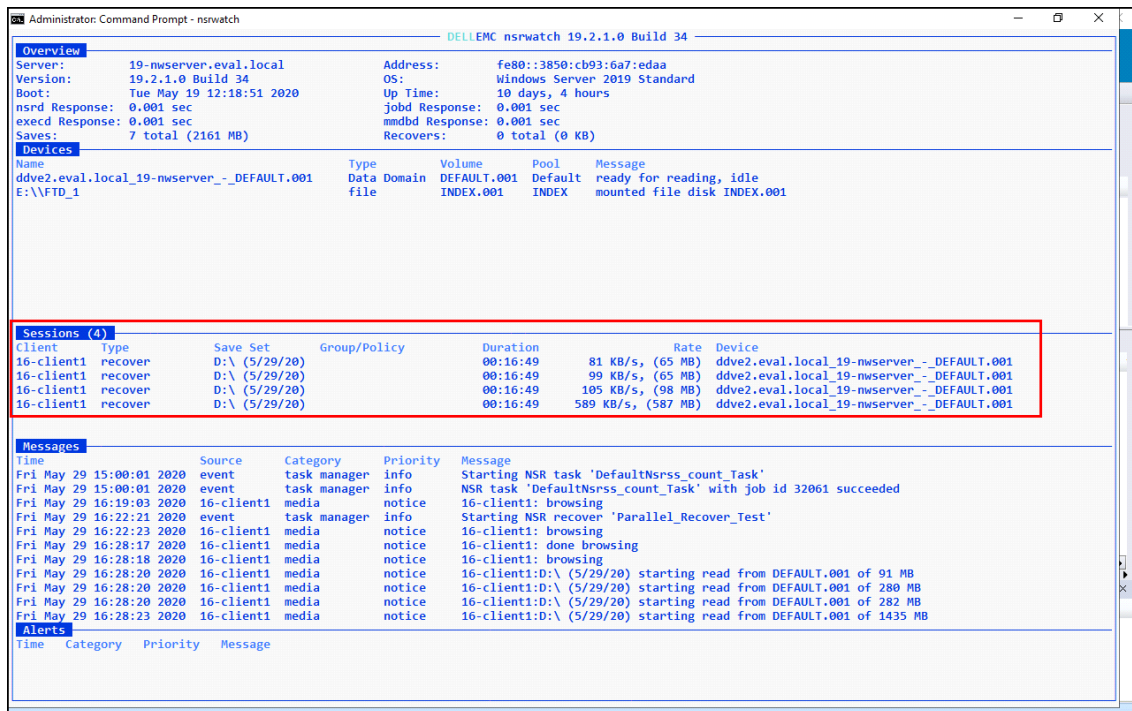 Administrator: Command Prompt - nsrwatch
DELLEMC nsrwatch 19.2.1.0 Build 34
Overview
Server: 19-nwserver.eval.local Address: fe80::3850:cb93:6a7:edaa
Version: 19.2.1.0 Build 34 OS: Windows Server 2019 Standard
Boot: Tue May 19 12:18:51 2020 Up Time: 10 days, 4 hours
nsrd Response: 0.001 sec jobd Response: 0.001 sec
execd Response: 0.001 sec mmdbd Response: 0.001 sec
Saves: 7 total (2161 MB) Recovers: 0 total (0 KB)
Devices
Name Type Volume Pool Message
ddve2.eval.local_19-nwserver_-_DEFAULT.001 Data Domain DEFAULT.001 Default ready for reading, idle
E:\\FTD_1 file INDEX.001 INDEX mounted file disk INDEX.001
Sessions (4)
Client Type Save Set Group/Policy Duration Rate Device
16-client1 recover D:\ (5/29/20) 00:16:49 81 KB/s, (65 MB) ddve2.eval.local_19-nwserver_-_DEFAULT.001
16-client1 recover D:\ (5/29/20) 00:16:49 99 KB/s, (65 MB) ddve2.eval.local_19-nwserver_-_DEFAULT.001
16-client1 recover D:\ (5/29/20) 00:16:49 105 KB/s, (98 MB) ddve2.eval.local_19-nwserver_-_DEFAULT.001
16-client1 recover D:\ (5/29/20) 00:16:49 589 KB/s, (587 MB) ddve2.eval.local_19-nwserver_-_DEFAULT.001
Messages
Time Source Category Priority Message
Fri May 29 15:00:01 2020 event task manager info Starting NSR task 'DefaultNsrss_count_Task'
Fri May 29 15:00:01 2020 event task manager info NSR task 'DefaultNsrss_count_Task' with job id 32061 succeeded
Fri May 29 16:19:03 2020 16-client1 media notice 16-client1: browsing
Fri May 29 16:22:21 2020 event task manager info Starting NSR recover 'Parallel_Recover_Test'
Fri May 29 16:22:23 2020 16-client1 media notice 16-client1: browsing
Fri May 29 16:28:17 2020 16-client1 media notice 16-client1: done browsing
Fri May 29 16:28:18 2020 16-client1 media notice 16-client1: browsing
Fri May 29 16:28:20 2020 16-client1 media notice 16-client1:D:\ (5/29/20) starting read from DEFAULT.001 of 91 MB
Fri May 29 16:28:20 2020 16-client1 media notice 16-client1:D:\ (5/29/20) starting read from DEFAULT.001 of 280 MB
Fri May 29 16:28:20 2020 16-client1 media notice 16-client1:D:\ (5/29/20) starting read from DEFAULT.001 of 282 MB
Fri May 29 16:28:23 2020 16-client1 media notice 16-client1:D:\ (5/29/20) starting read from DEFAULT.001 of 1435 MB
Alerts
Time Category Priority Message